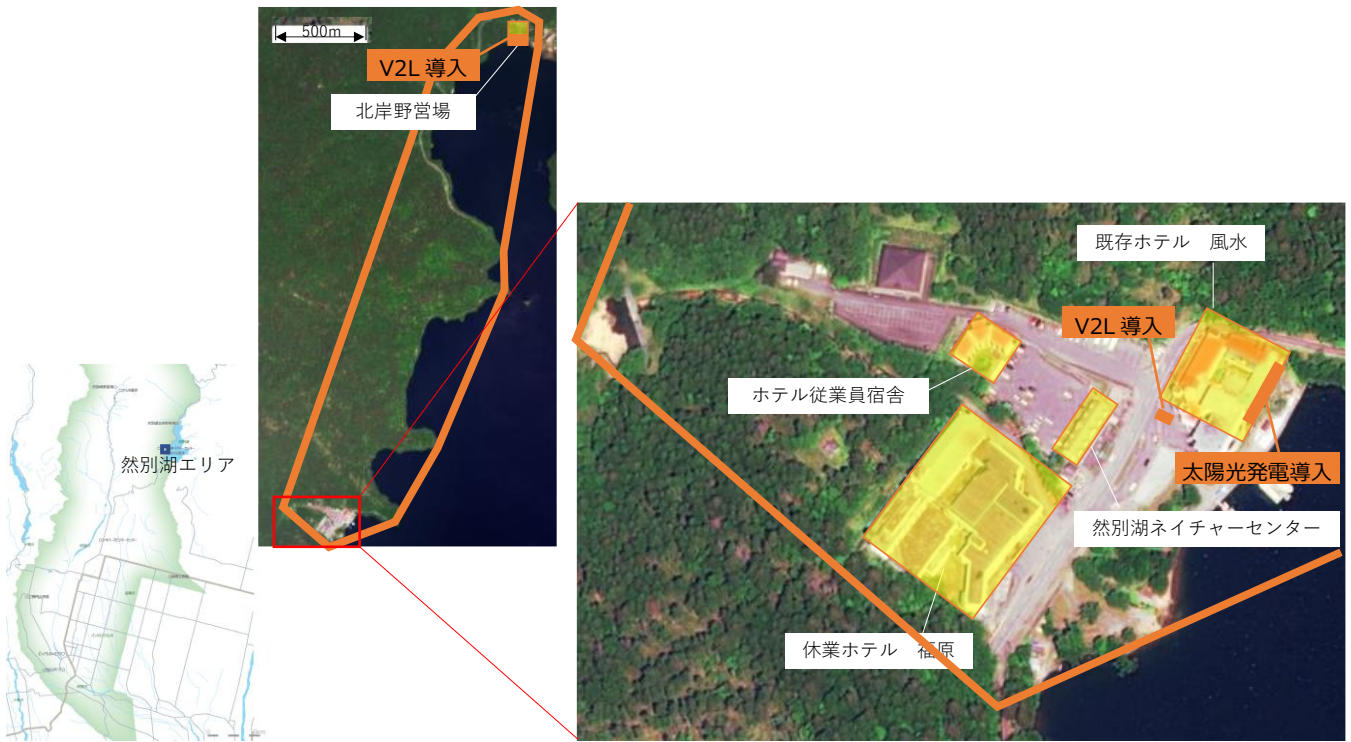 500m
V2L 導入
北岸野営場
既存ホテル　風水
V2L 導入
ホテル従業員宿舎
太陽光発電導入
然別湖ネイチャーセンター
休業ホテル　福原
然別湖エリア